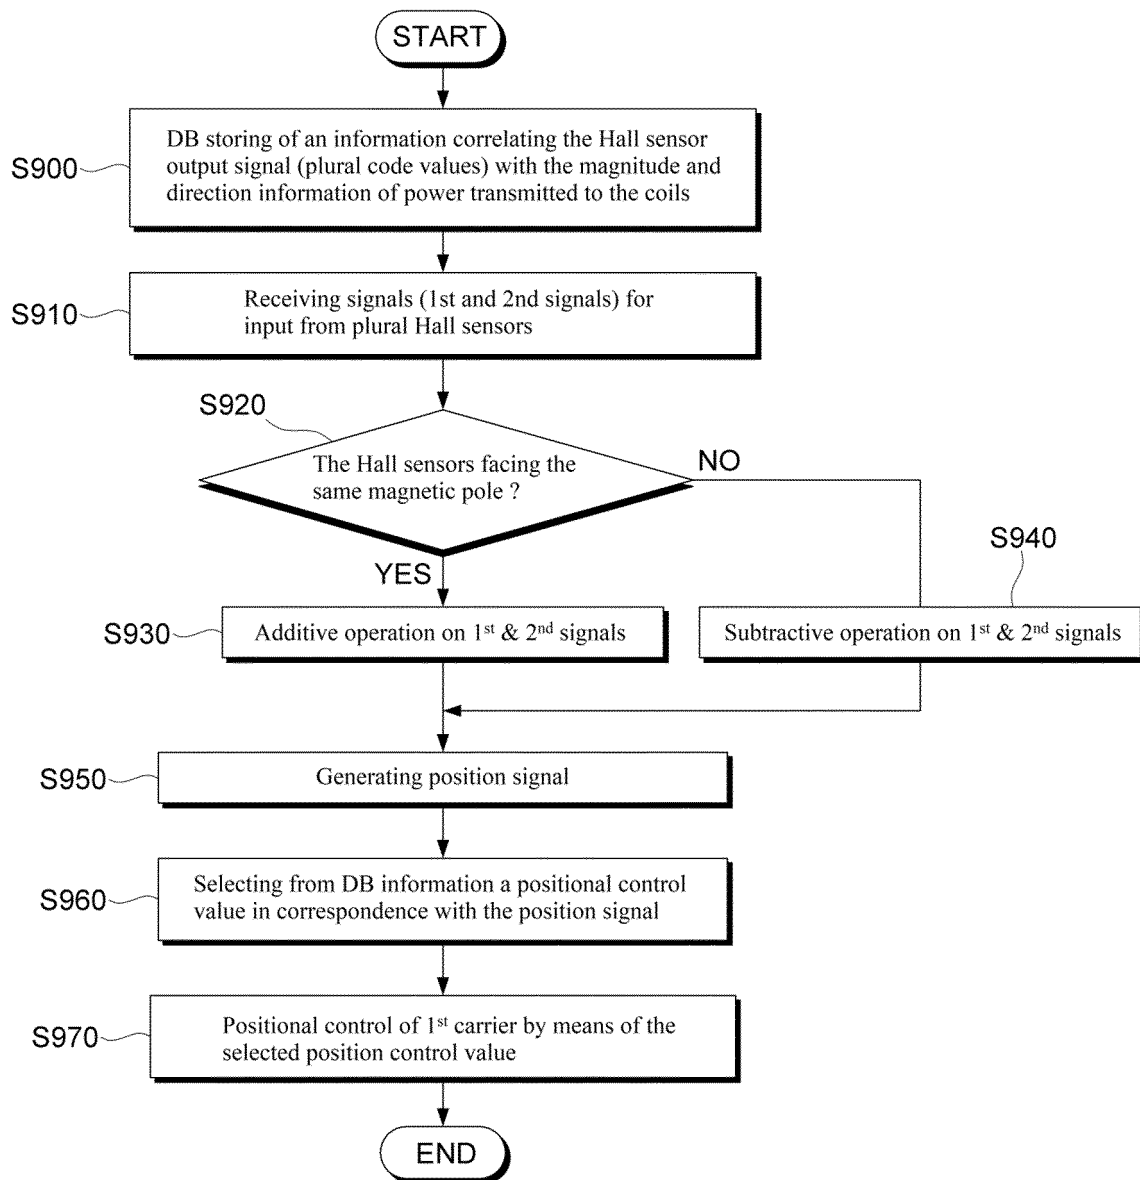 START
S900
DB storing of an information correlating the Hall sensor
output signal (plural code values) with the magnitude and
direction information of power transmitted to the coils
S910
Receiving signals (1st and 2nd signals) for
input from plural Hall sensors
S920
The Hall sensors facing the
same magnetic pole ?
NO
YES
S930
Additive operation on 1st & 2nd signals
S940
Subtractive operation on 1st & 2nd signals
S950
Generating position signal
S960
Selecting from DB information a positional control
value in correspondence with the position signal
S970
Positional control of 1st carrier by means of the
selected position control value
END